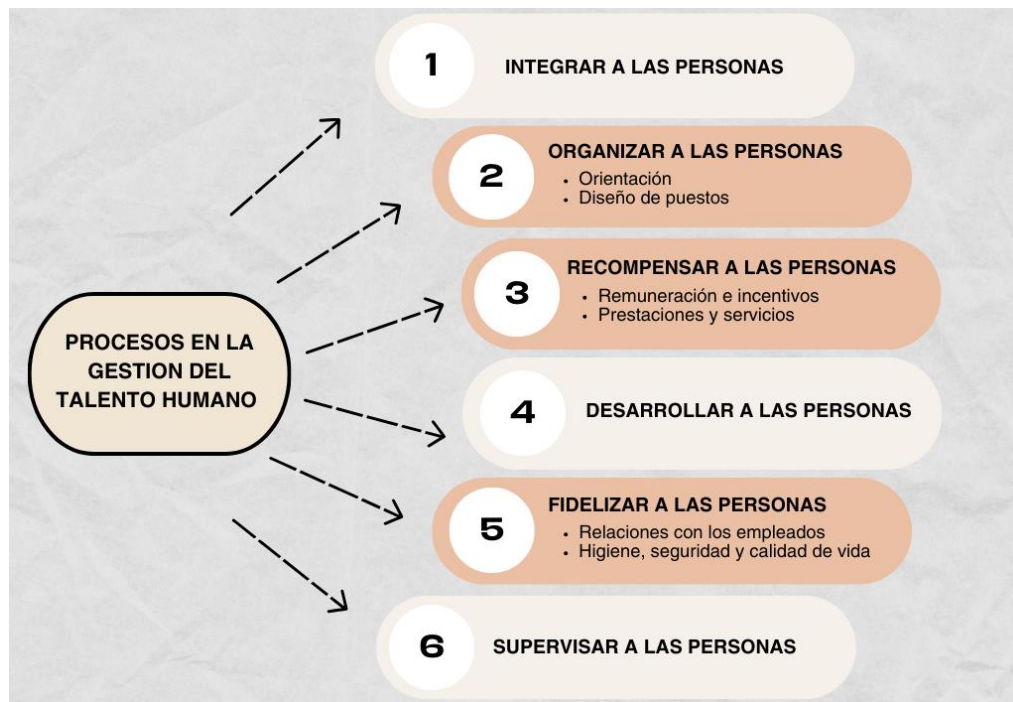 1
INTEGRAR A LAS PERSONAS
2
ORGANIZAR A LAS PERSONAS
• Orientación
• Diseño de puestos
3
RECOMPENSAR A LAS PERSONAS
• Remuneración e incentivos
• Prestaciones y servicios
PROCESOS EN LA
GESTION DEL
TALENTO HUMANO
4
DESARROLLAR A LAS PERSONAS
5
FIDELIZAR A LAS PERSONAS
• Relaciones con los empleados
• Higiene, seguridad y calidad de vida
6
SUPERVISAR A LAS PERSONAS